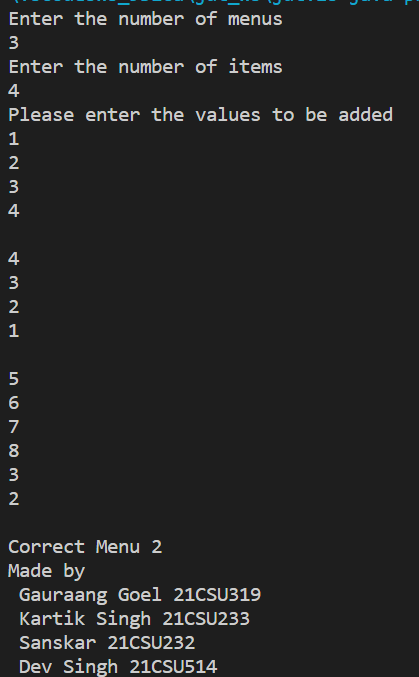 Enter the number of menus
3
Enter the number of items
4
Please enter the values to be added
1
2
3
4
4
3
2
1
5
6
7
8
3
2
Correct Menu 2
Made by
Gauraang Goel 21CSU319
Kartik Singh 21CSU233
Sanskar 21CSU232
Dev Singh 21CSU514